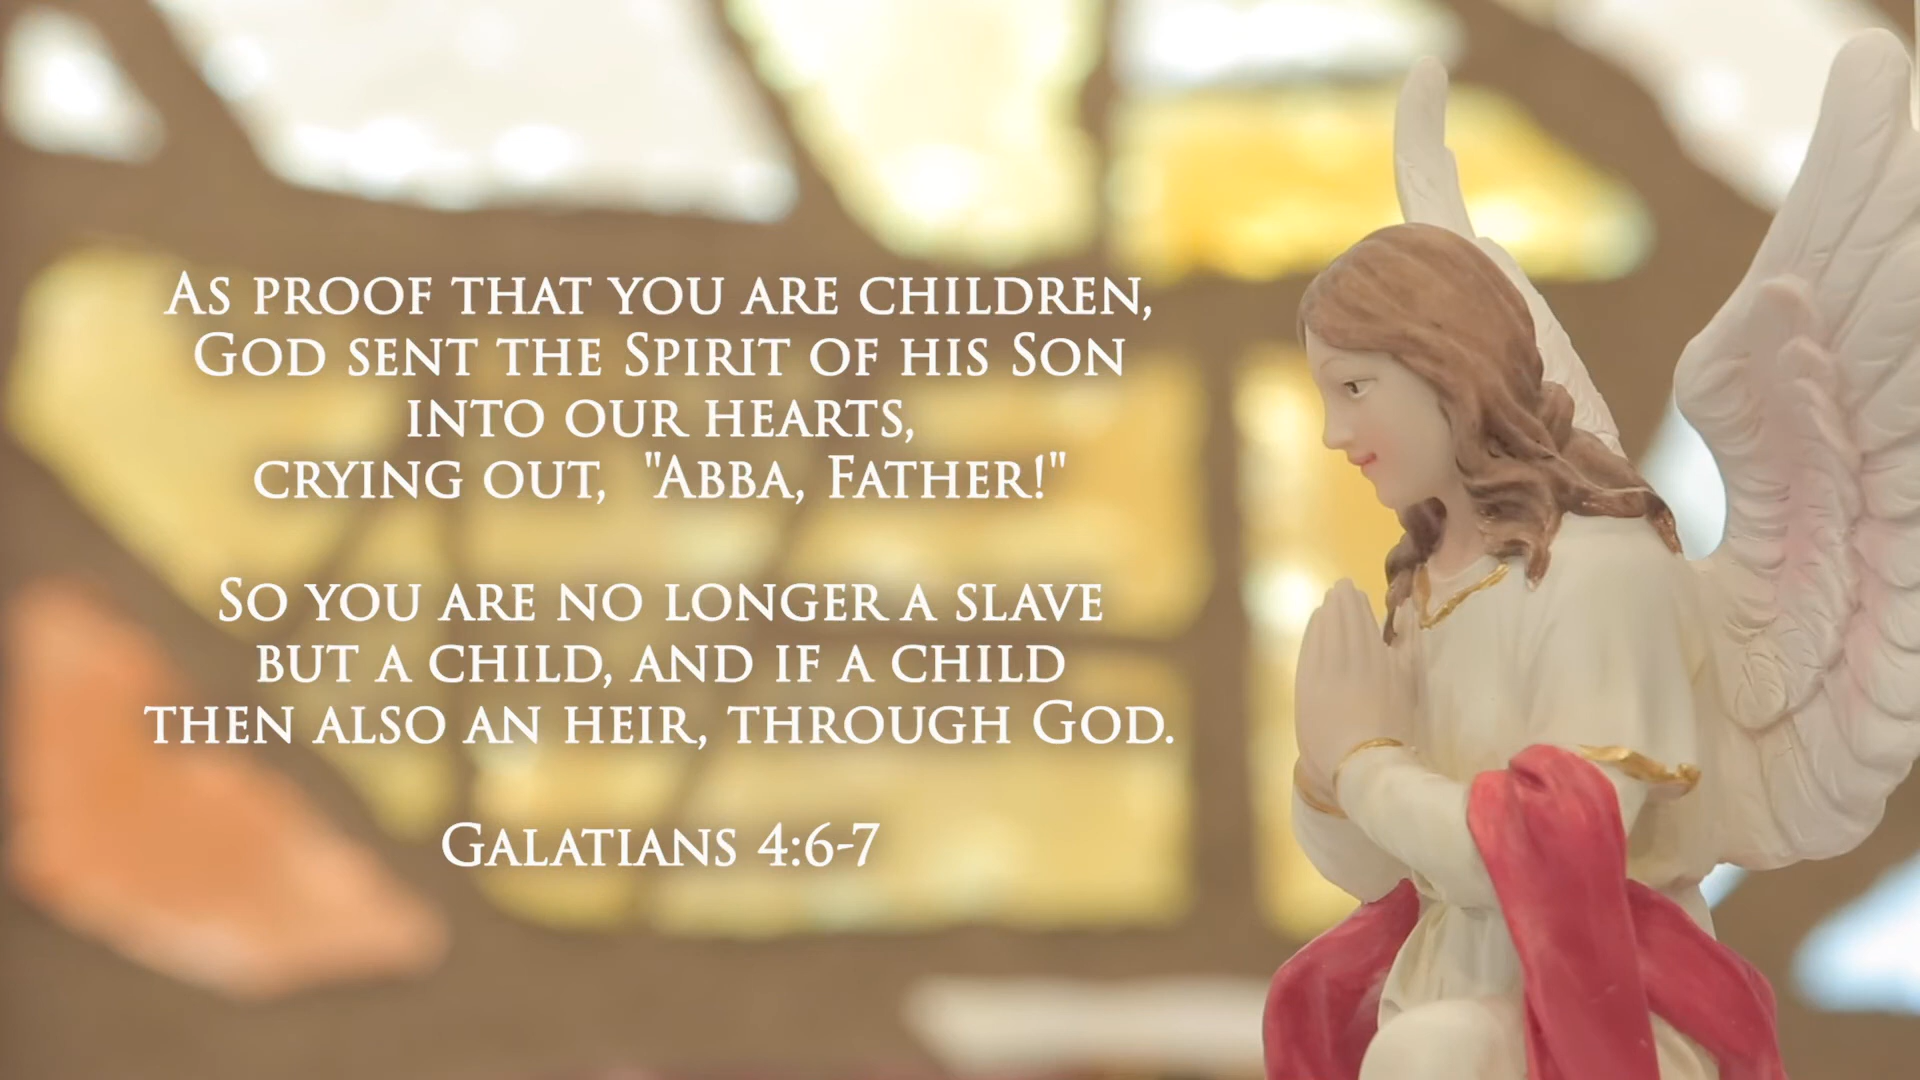 As proof that you are children,
God sent the Spirit of his Son
into our hearts,
crying out, "Abba, Father!"
So you are no longer a slave
but a child, and if a child
then also an heir, through God.
Galatians 4:6-7